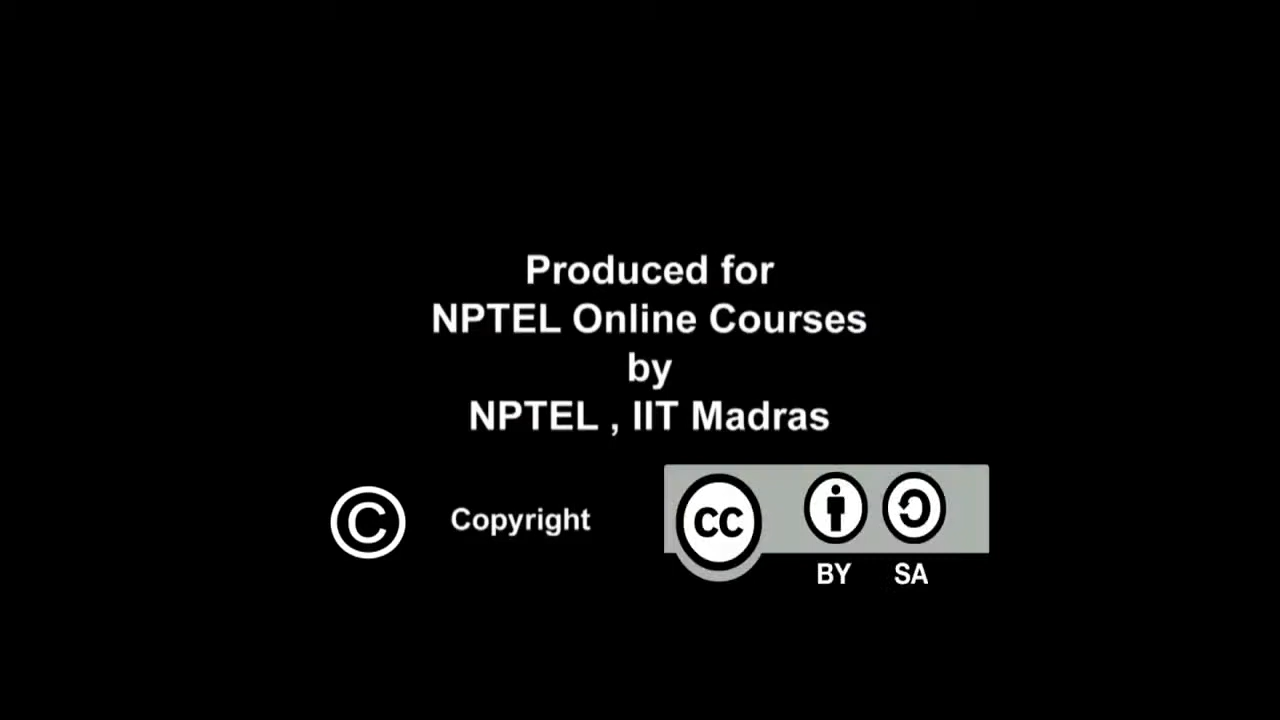 Produced for
NPTEL Online Courses
by
NPTEL , IIT Madras
© Copyright
cc
BY SA